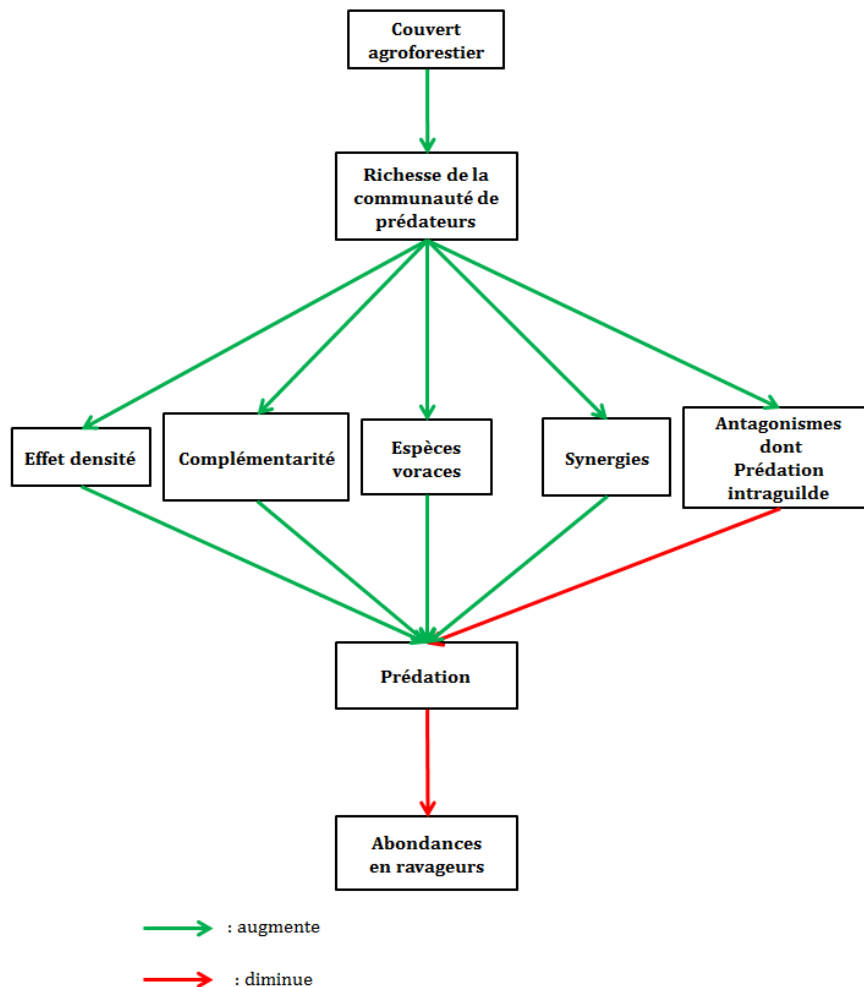 Couvert
agroforestier
Richesse de la
communauté de
prédateurs
Effet densité
Complémentarité
Espèces
voraces
Synergies
Antagonismes
dont
Prédation
intraguilde
Prédation
Abondances
en ravageurs
: augmente
: diminue